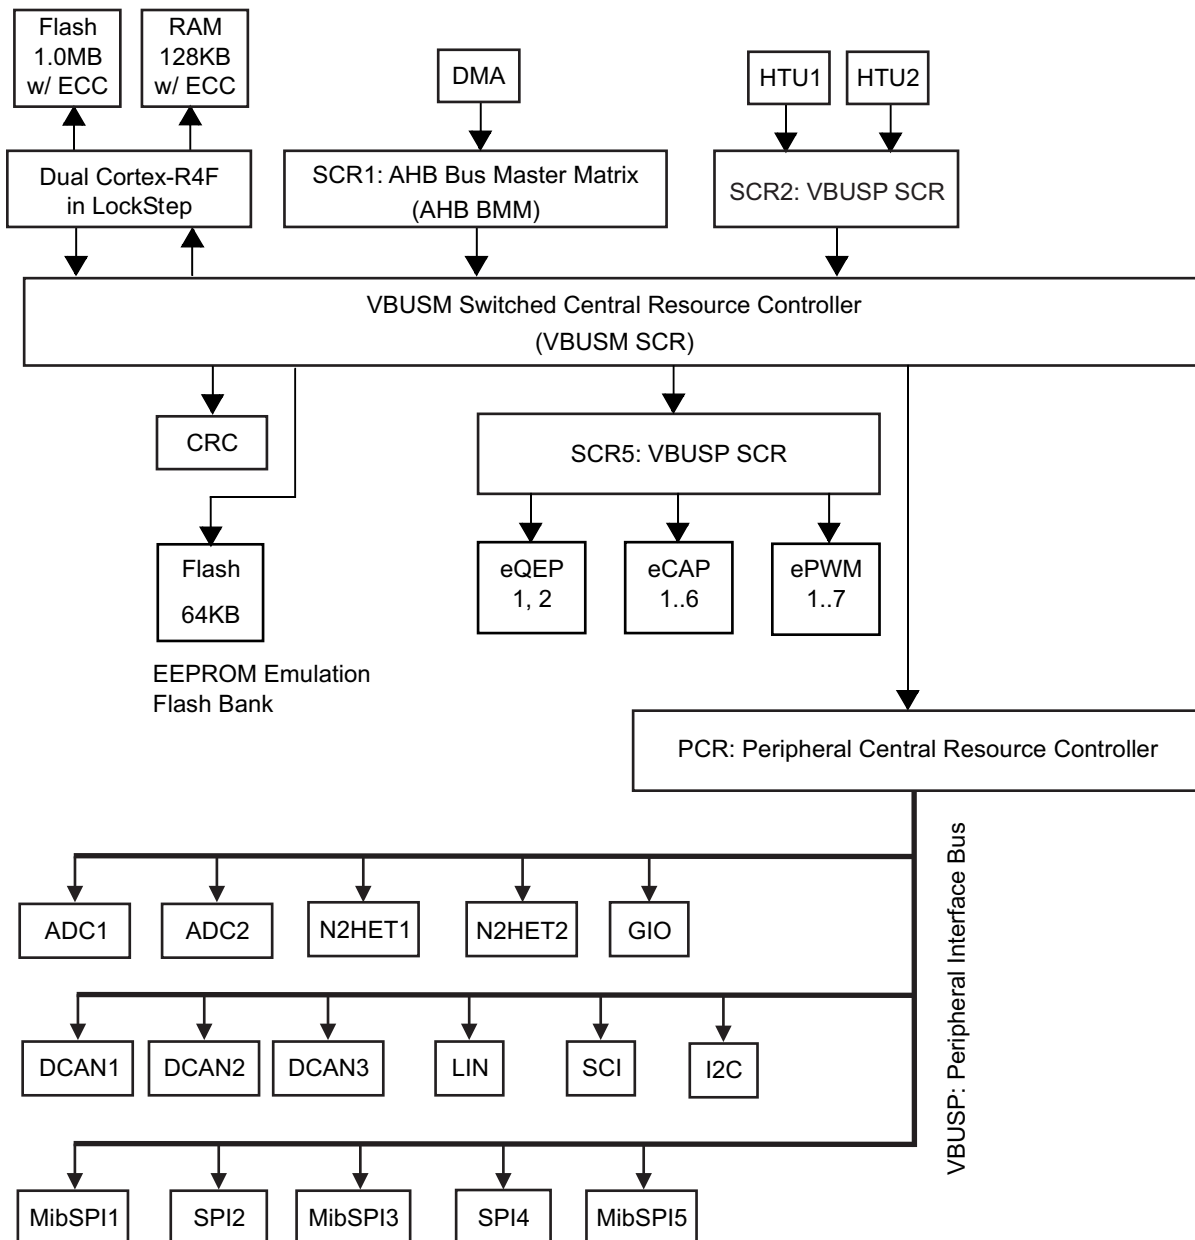 Flash
1.0MB
w/ ECC
RAM
128KB
w/ ECC
DMA
HTU1
HTU2
Dual Cortex-R4F
in LockStep
SCR1: AHB Bus Master Matrix
(AHB BMM)
SCR2: VBUSP SCR
VBUSM Switched Central Resource Controller
(VBUSM SCR)
CRC
SCR5: VBUSP SCR
Flash
64KB
eQEP
1, 2
eCAP
1..6
ePWM
1..7
EEPROM Emulation
Flash Bank
PCR: Peripheral Central Resource Controller
VBUSP: Peripheral Interface Bus
ADC1
ADC2
N2HET1
N2HET2
GIO
DCAN1
DCAN2
DCAN3
LIN
SCI
I2C
MibSPI1
SPI2
MibSPI3
SPI4
MibSPI5